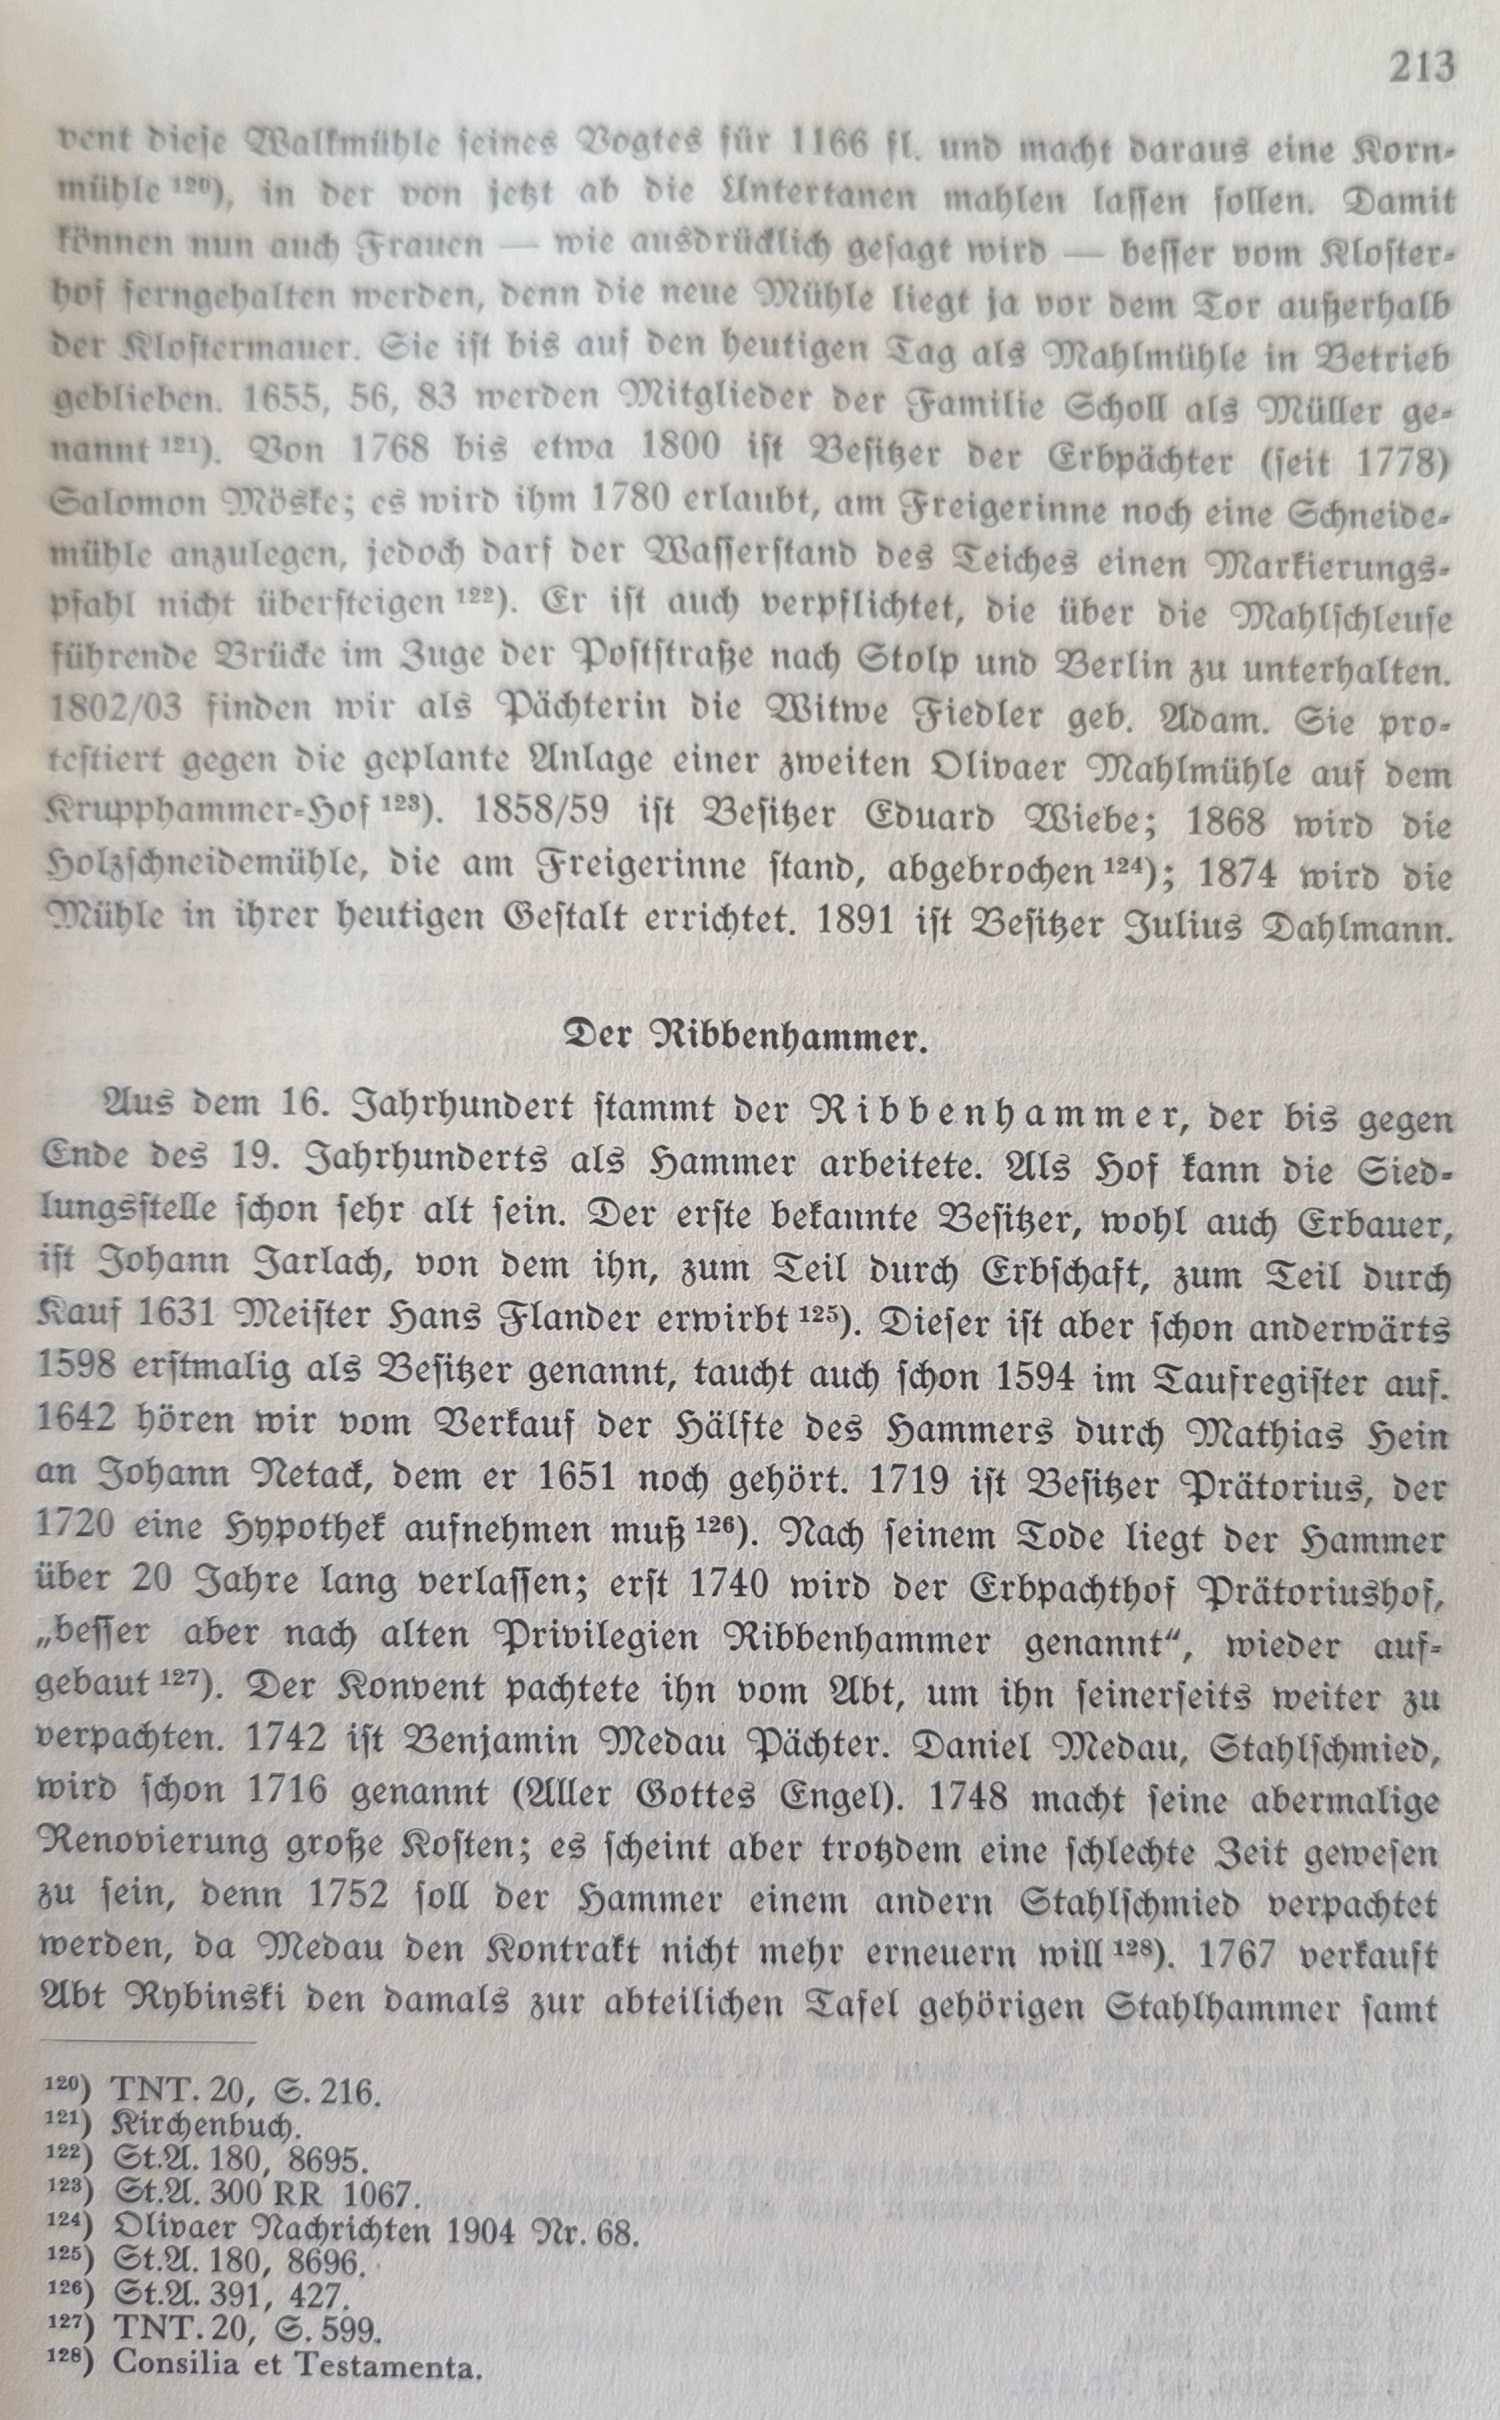 213
vent dieſe Walkmühle ſeines Vogtes für 1166 fl. und macht daraus eine Korn-
mühle ¹²⁰), in der von jetzt ab die Untertanen mahlen laſſen ſollen. Damit
können nun auch Frauen — wie ausdrücklich geſagt wird — beſſer vom Kloſter-
hof ferngehalten werden, denn die neue Mühle liegt ja vor dem Tor außerhalb
der Kloſtermauer. Sie iſt bis auf den heutigen Tag als Mahlmühle in Betrieb
geblieben. 1655, 56, 83 werden Mitglieder der Familie Scholl als Müller ge-
nannt ¹²¹). Von 1768 bis etwa 1800 iſt Beſitzer der Erbpächter (ſeit 1778)
Salomon Möske; es wird ihm 1780 erlaubt, am Freigerinne noch eine Schneide-
mühle anzulegen, jedoch darf der Waſſerſtand des Teiches einen Markierungs-
pfahl nicht überſteigen ¹²²). Er iſt auch verpflichtet, die über die Mahlſchleuſe
führende Brücke im Zuge der Poſtſtraße nach Stolp und Berlin zu unterhalten.
1802/03 finden wir als Pächterin die Witwe Fiedler geb. Adam. Sie pro-
teſtiert gegen die geplante Anlage einer zweiten Olivaer Mahlmühle auf dem
Krupphammer-Hof ¹²³). 1858/59 iſt Beſitzer Eduard Wiebe; 1868 wird die
Holzſchneidemühle, die am Freigerinne ſtand, abgebrochen ¹²⁴); 1874 wird die
Mühle in ihrer heutigen Geſtalt errichtet. 1891 iſt Beſitzer Julius Dahlmann.
Der Ribbenhammer.
Aus dem 16. Jahrhundert ſtammt der Ribbenhammer, der bis gegen
Ende des 19. Jahrhunderts als Hammer arbeitete. Als Hof kann die Sied-
lungsſtelle ſchon ſehr alt ſein. Der erſte bekannte Beſitzer, wohl auch Erbauer,
iſt Johann Jarlach, von dem ihn, zum Teil durch Erbſchaft, zum Teil durch
Kauf 1631 Meiſter Hans Flander erwirbt ¹²⁵). Dieſer iſt aber ſchon anderwärts
1598 erſtmalig als Beſitzer genannt, taucht auch ſchon 1594 im Taufregiſter auf.
1642 hören wir vom Verkauf der Hälfte des Hammers durch Mathias Hein
an Johann Netack, dem er 1651 noch gehört. 1719 iſt Beſitzer Prätorius, der
1720 eine Hypothek aufnehmen muß ¹²⁶). Nach ſeinem Tode liegt der Hammer
über 20 Jahre lang verlaſſen; erſt 1740 wird der Erbpachthof Prätoriushof,
„beſſer aber nach alten Privilegien Ribbenhammer genannt“, wieder auf-
gebaut ¹²⁷). Der Konvent pachtete ihn vom Abt, um ihn ſeinerſeits weiter zu
verpachten. 1742 iſt Benjamin Medau Pächter. Daniel Medau, Stahlſchmied,
wird ſchon 1716 genannt (Aller Gottes Engel). 1748 macht ſeine abermalige
Renovierung große Koſten; es ſcheint aber trotzdem eine ſchlechte Zeit geweſen
zu ſein, denn 1752 ſoll der Hammer einem andern Stahlſchmied verpachtet
werden, da Medau den Kontrakt nicht mehr erneuern will ¹²⁸). 1767 verkauft
Abt Rybinski den damals zur abteilichen Tafel gehörigen Stahlhammer ſamt
¹²⁰) TNT. 20, S. 216.
¹²¹) Kirchenbuch.
¹²²) St.A. 180, 8695.
¹²³) St.A. 300 RR 1067.
¹²⁴) Olivaer Nachrichten 1904 Nr. 68.
¹²⁵) St.A. 180, 8696.
¹²⁶) St.A. 391, 427.
¹²⁷) TNT. 20, S. 599.
¹²⁸) Consilia et Testamenta.